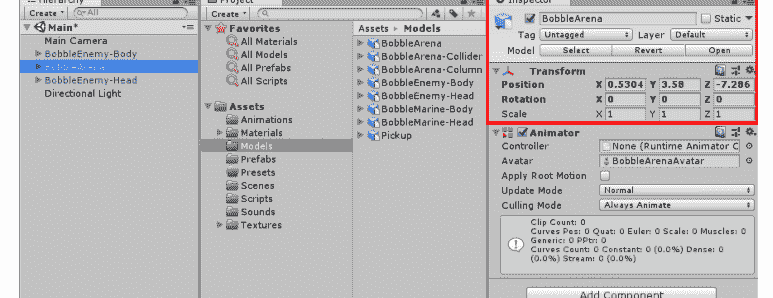 Hierarchy
Create
All
Main*
Main Camera
BobbleEnemy-Body
BobbleEnemy-Head
Directional Light
Project
Create
Favorites
All Materials
All Models
All Prefabs
All Scripts
Assets
Animations
Materials
Models
Prefabs
Presets
Scenes
Scripts
Sounds
Textures
Assets Models
BobbleArena
BobbleArena-Collider
BobbleArena-Column
BobbleEnemy-Body
BobbleEnemy-Head
BobbleMarine-Body
BobbleMarine-Head
Pickup
Inspector
BobbleArena Static
Tag Untagged Layer Default
Model Select Revert Open
Transform
Position X 0.5304 Y 3.58 Z -7.286
Rotation X 0 Y 0 Z 0
Scale X 1 Y 1 Z 1
Animator
Controller None (Runtime Animator C
Avatar BobbleArenaAvatar
Apply Root Motion
Update Mode Normal
Culling Mode Always Animate
Clip Count: 0
Curves Pos: 0 Quat: 0 Euler: 0 Scale: 0 Muscles: 0
Generic: 0 PPtr: 0
Curves Count: 0 Constant: 0 (0.0%) Dense: 0
(0.0%) Stream: 0 (0.0%)
Add Component